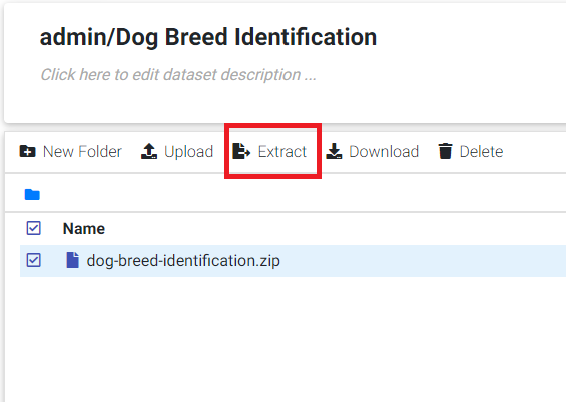 admin/Dog Breed Identification
Click here to edit dataset description ...
New Folder Upload Extract Download Delete
Name
dog-breed-identification.zip